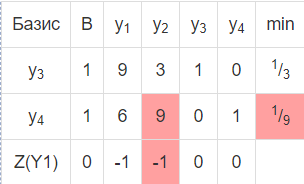 Базис B y₁ y₂ y₃ y₄ min
y₃ 1 9 3 1 0 ¹/₃
y₄ 1 6 9 0 1 ¹/₉
Z(Y1) 0 -1 -1 0 0